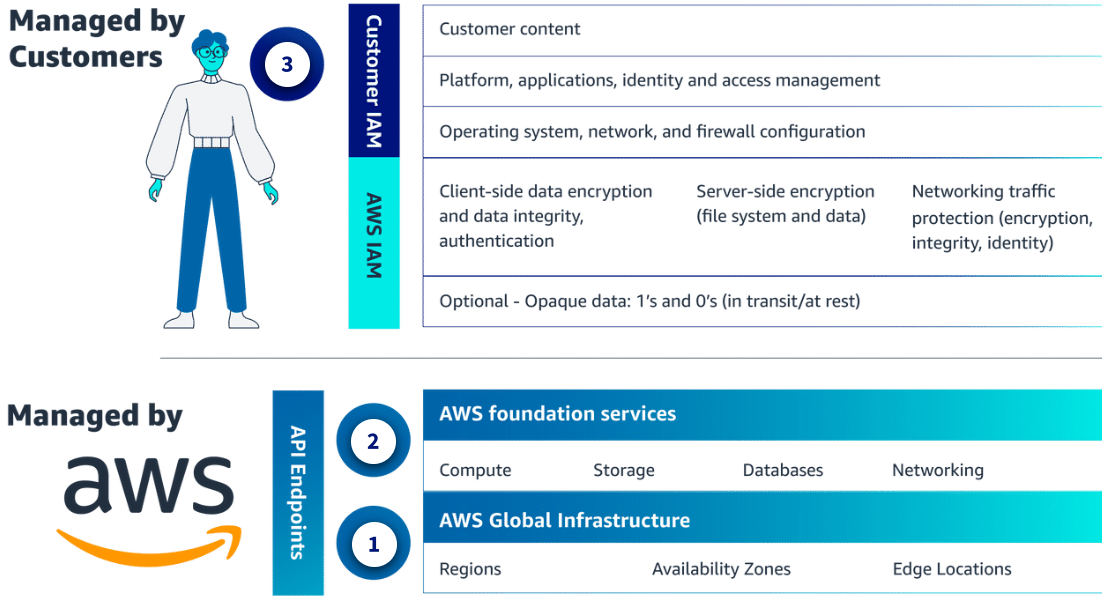 Managed by
Customers
3
Customer IAM
AWS IAM
Customer content
Platform, applications, identity and access management
Operating system, network, and firewall configuration
Client-side data encryption
and data integrity,
authentication
Server-side encryption
(file system and data)
Networking traffic
protection (encryption,
integrity, identity)
Optional - Opaque data: 1's and 0's (in transit/at rest)
Managed by
aws
API Endpoints
2
AWS foundation services
Compute Storage Databases Networking
1
AWS Global Infrastructure
Regions Availability Zones Edge Locations